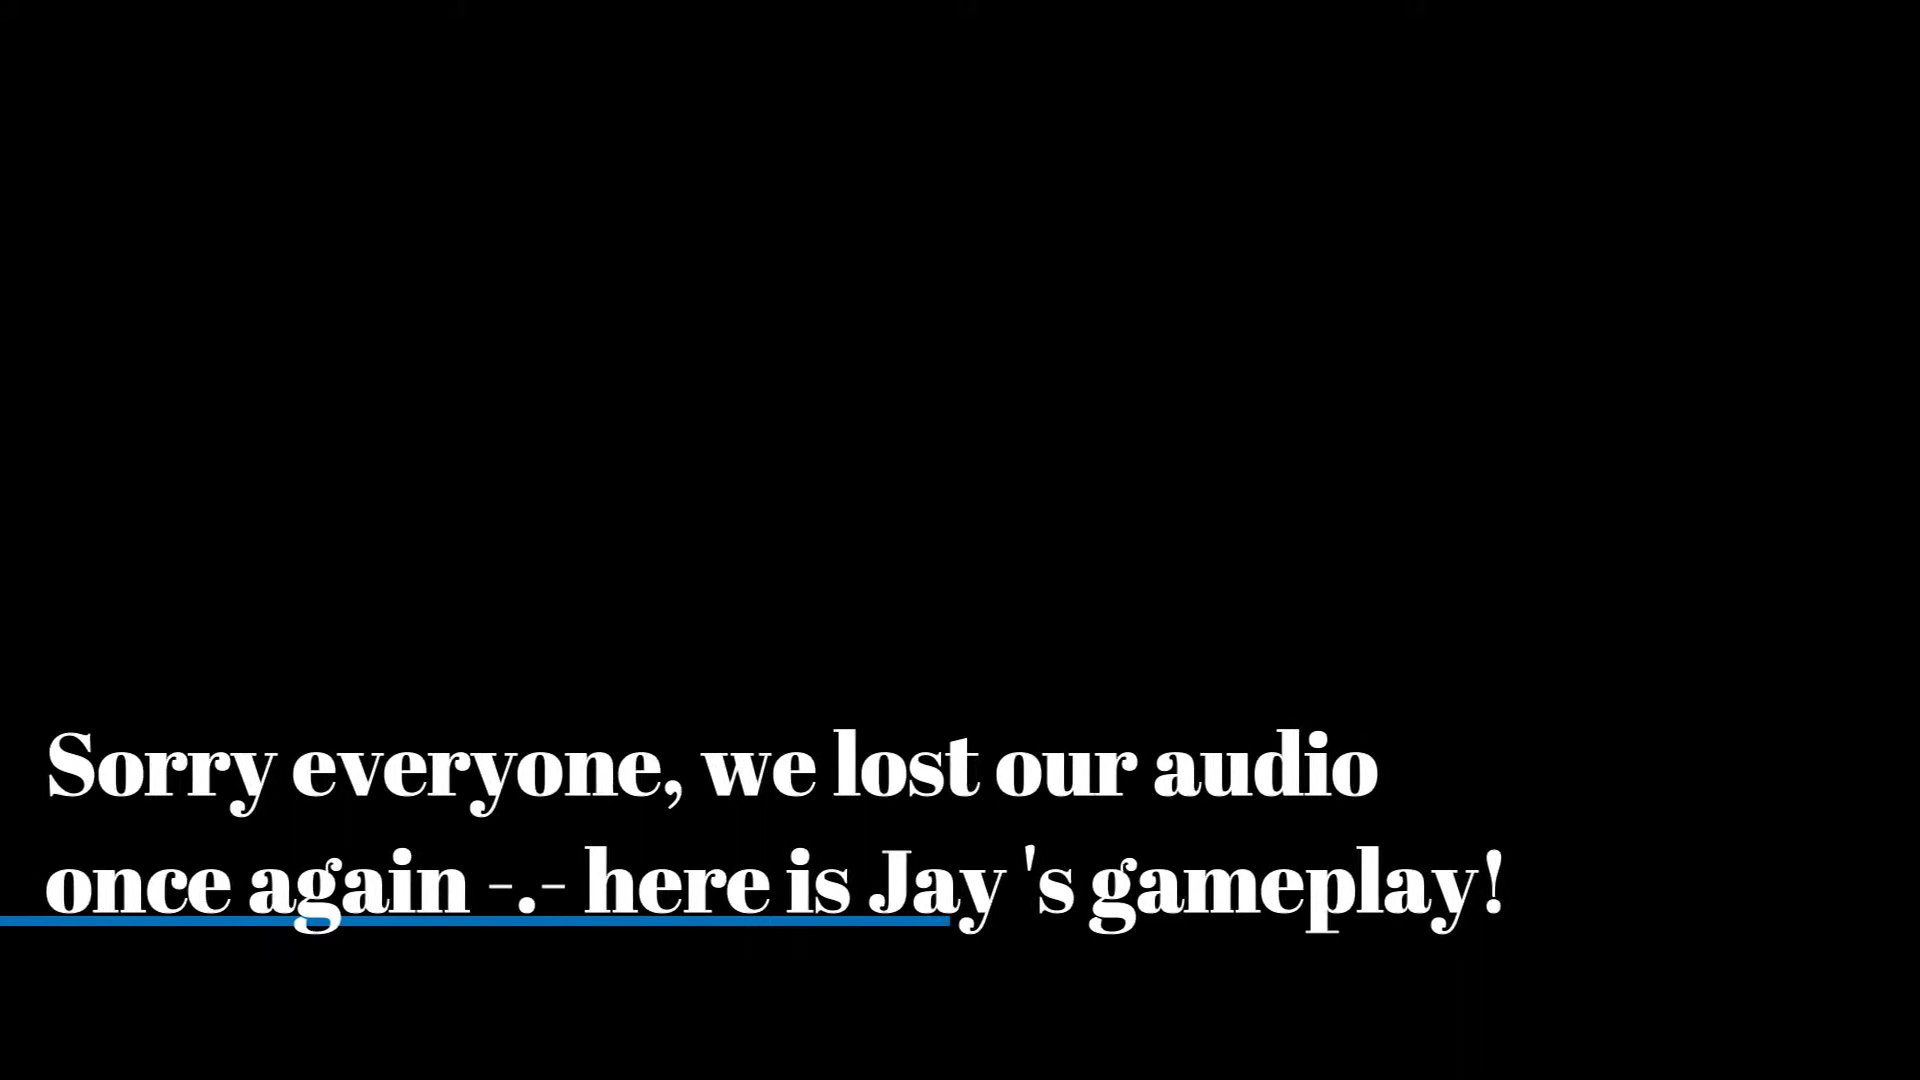 Sorry everyone, we lost our audio
once again -.- here is Jay 's gameplay!